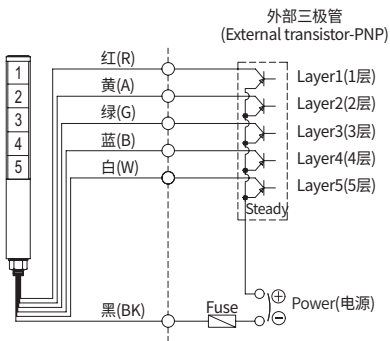 外部三极管
(External transistor-PNP)
红(R)
黄(A)
绿(G)
蓝(B)
白(W)
黑(BK)
1
2
3
4
5
Layer1(1层)
Layer2(2层)
Layer3(3层)
Layer4(4层)
Layer5(5层)
Steady
Fuse
Power(电源)